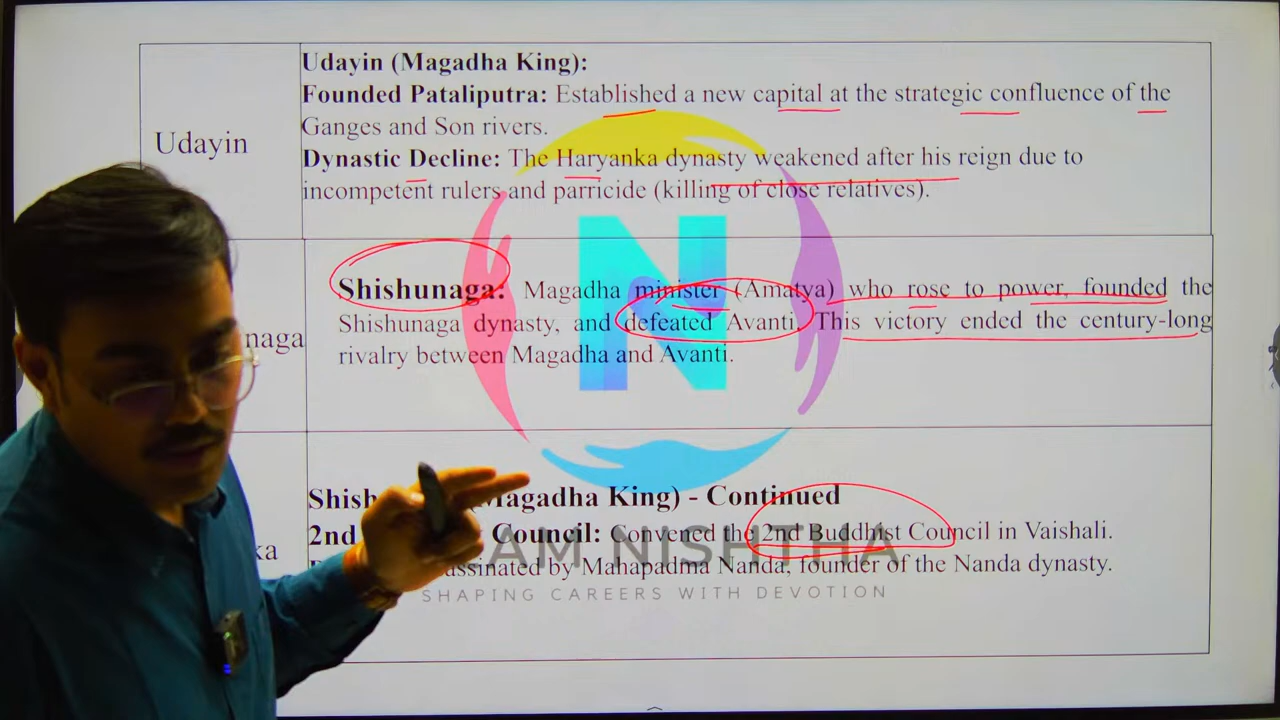 Udayin
Udayin (Magadha King):
Founded Pataliputra: Established a new capital at the strategic confluence of the
Ganges and Son rivers.
Dynastic Decline: The Haryanka dynasty weakened after his reign due to
incompetent rulers and parricide (killing of close relatives).
naga
Shishunaga: Magadha minister (Amatya) who rose to power, founded the
Shishunaga dynasty, and defeated Avanti. This victory ended the century-long
rivalry between Magadha and Avanti.
ka
Shish Magadha King) - Continued
2nd Council: Convened the 2nd Buddhist Council in Vaishali.
assinated by Mahapadma Nanda, founder of the Nanda dynasty.
N
AM NISHTHA
SHAPING CAREERS WITH DEVOTION